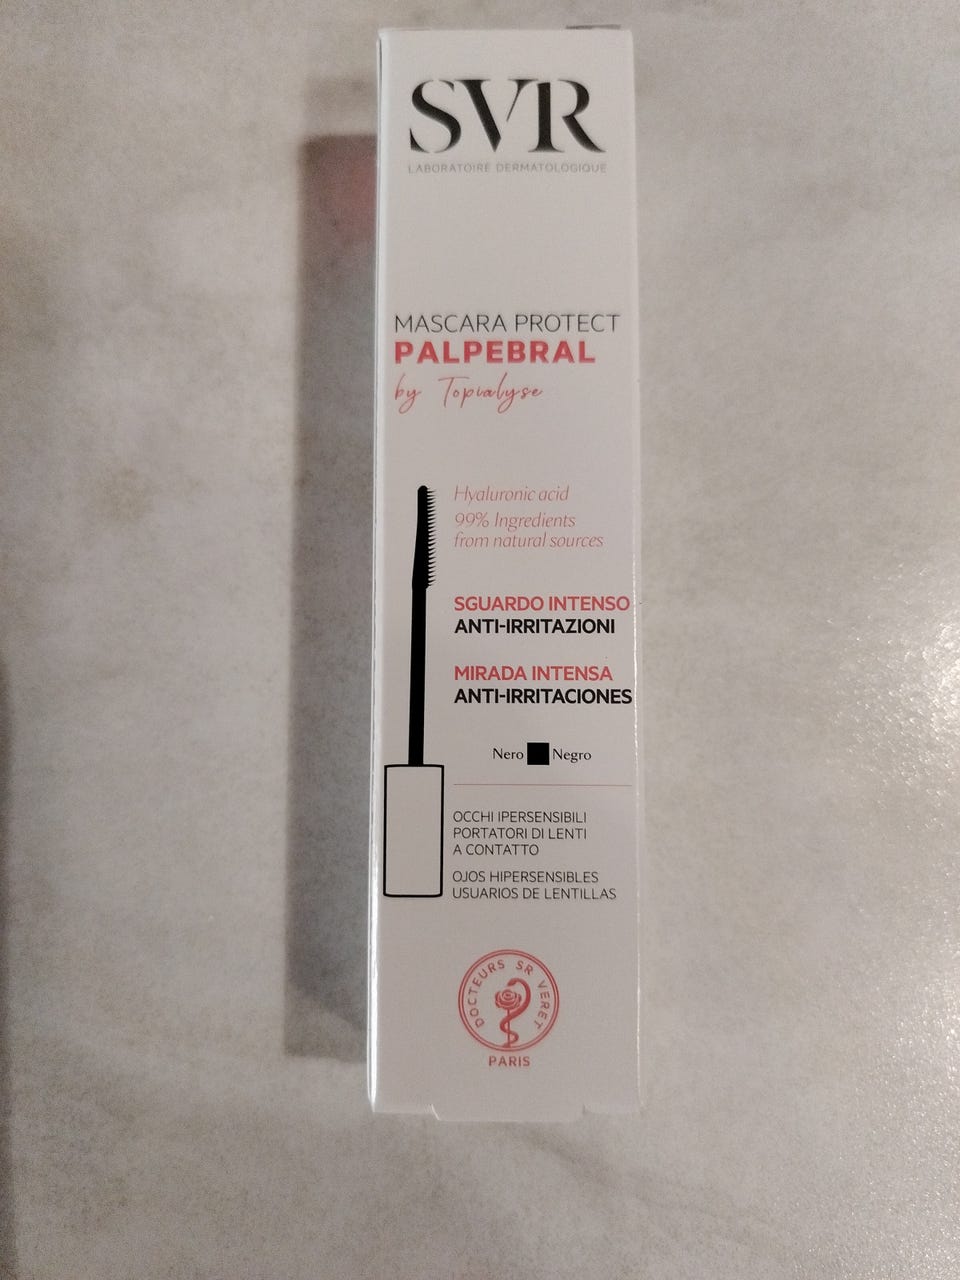 SVR
LABORATOIRE DERMATOLOGIQUE
MASCARA PROTECT
PALPEBRAL
by Topialyse
Hyaluronic acid
99% Ingredients
from natural sources
SGUARDO INTENSO
ANTI-IRRITAZIONI
MIRADA INTENSA
ANTI-IRRITACIONES
Nero Negro
OCCHI IPERSENSIBILI
PORTATORI DI LENTI
A CONTATTO
OJOS HIPERSENSIBLES
USUARIOS DE LENTILLAS
DOCTEURS SR VERET
PARIS